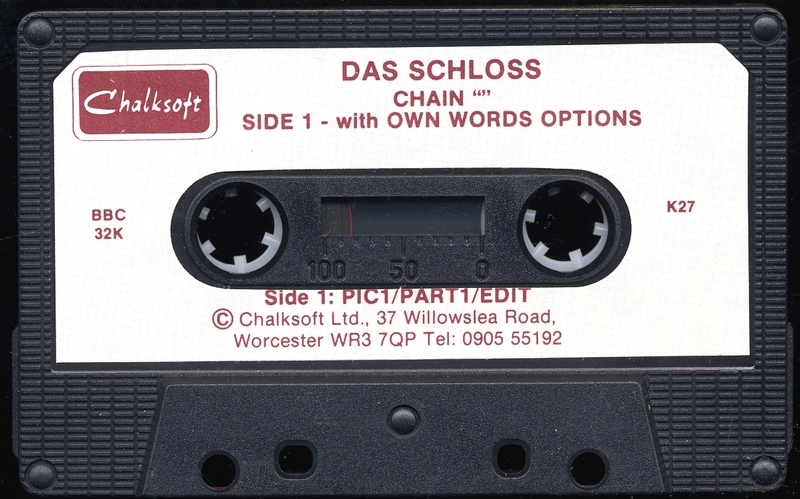 Chalksoft
DAS SCHLOSS
CHAIN “”
SIDE 1 - with OWN WORDS OPTIONS
BBC
32K
K27
100 50 0
Side 1: PIC1/PART1/EDIT
© Chalksoft Ltd., 37 Willowslea Road,
Worcester WR3 7QP Tel: 0905 55192